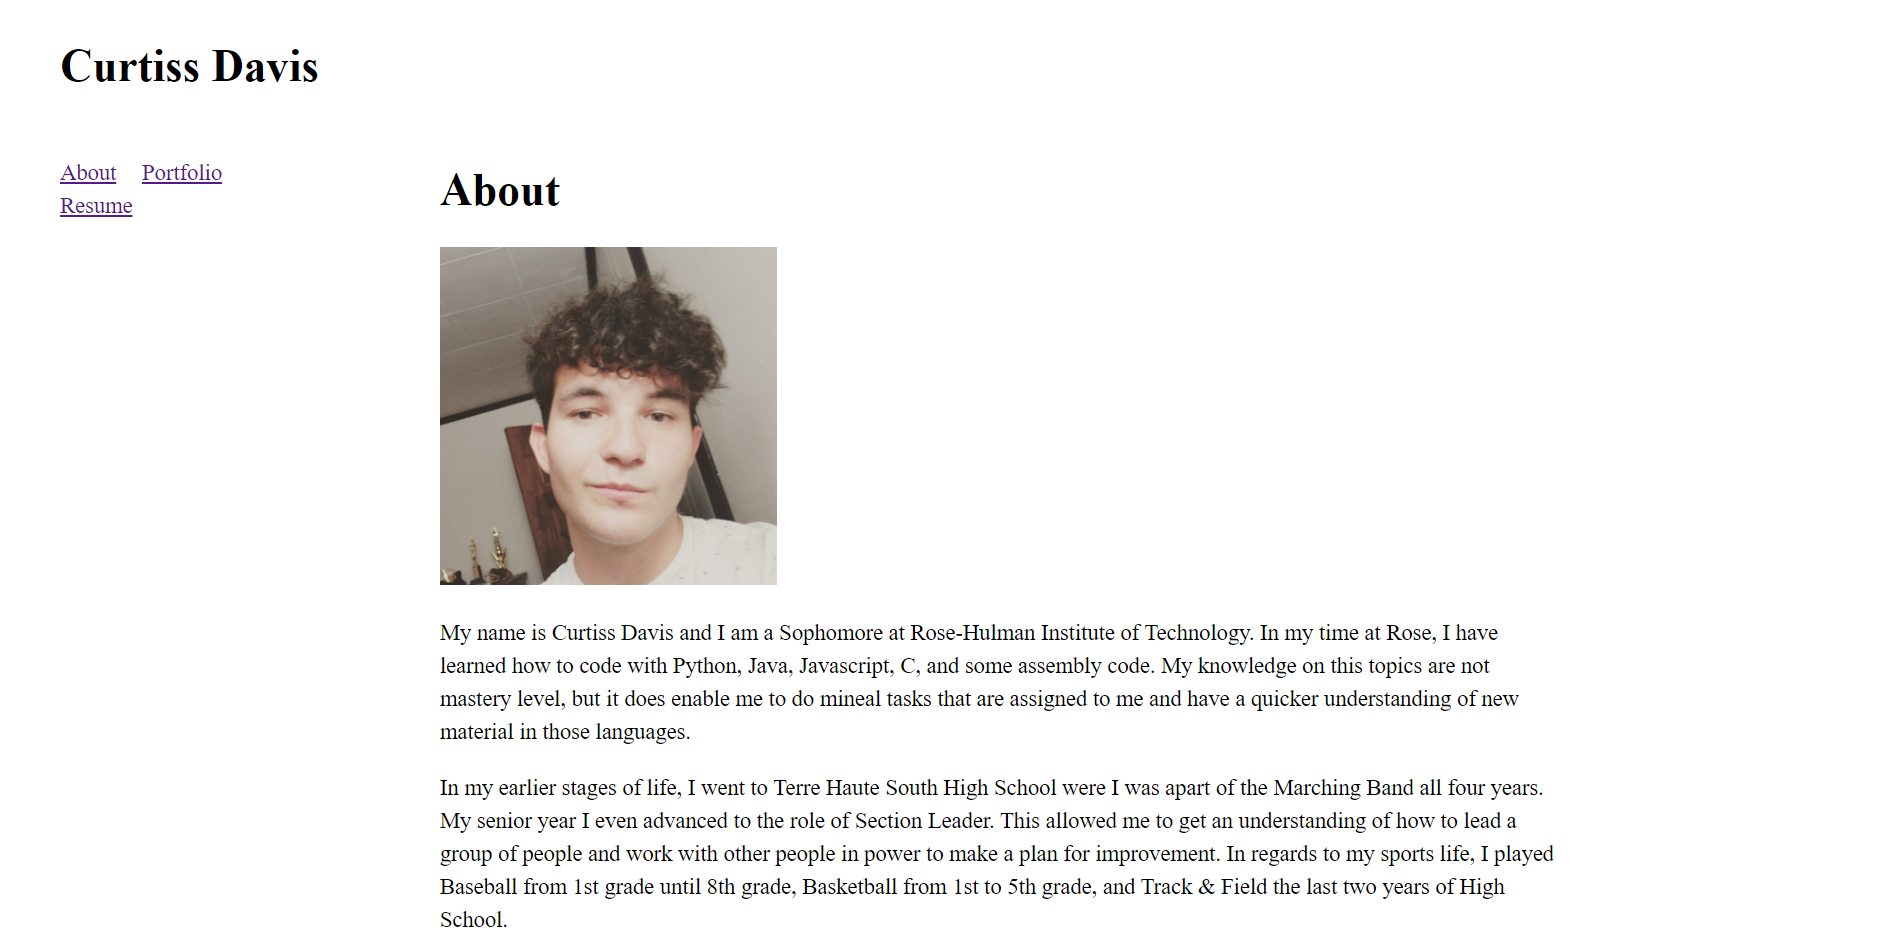 Curtiss Davis
About Portfolio
Resume
About
My name is Curtiss Davis and I am a Sophomore at Rose-Hulman Institute of Technology. In my time at Rose, I have
learned how to code with Python, Java, Javascript, C, and some assembly code. My knowledge on this topics are not
mastery level, but it does enable me to do mineal tasks that are assigned to me and have a quicker understanding of new
material in those languages.
In my earlier stages of life, I went to Terre Haute South High School were I was apart of the Marching Band all four years.
My senior year I even advanced to the role of Section Leader. This allowed me to get an understanding of how to lead a
group of people and work with other people in power to make a plan for improvement. In regards to my sports life, I played
Baseball from 1st grade until 8th grade, Basketball from 1st to 5th grade, and Track & Field the last two years of High
School.